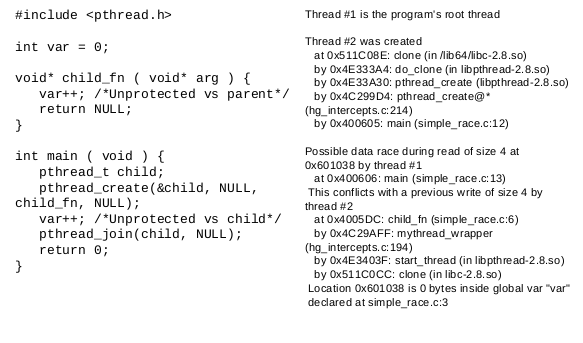 #include <pthread.h>
int var = 0;
void* child_fn ( void* arg ) {
var++; /*Unprotected vs parent*/
return NULL;
}
int main ( void ) {
pthread_t child;
pthread_create(&child, NULL,
child_fn, NULL);
var++; /*Unprotected vs child*/
pthread_join(child, NULL);
return 0;
}
Thread #1 is the program's root thread
Thread #2 was created
at 0x511C08E: clone (in /lib64/libc-2.8.so)
by 0x4E333A4: do_clone (in libpthread-2.8.so)
by 0x4E33A30: pthread_create (libpthread-2.8.so)
by 0x4C299D4: pthread_create@*
(hg_intercepts.c:214)
by 0x400605: main (simple_race.c:12)
Possible data race during read of size 4 at
0x601038 by thread #1
at 0x400606: main (simple_race.c:13)
This conflicts with a previous write of size 4 by
thread #2
at 0x4005DC: child_fn (simple_race.c:6)
by 0x4C29AFF: mythread_wrapper
(hg_intercepts.c:194)
by 0x4E3403F: start_thread (in libpthread-2.8.so)
by 0x511C0CC: clone (in libc-2.8.so)
Location 0x601038 is 0 bytes inside global var "var"
declared at simple_race.c:3